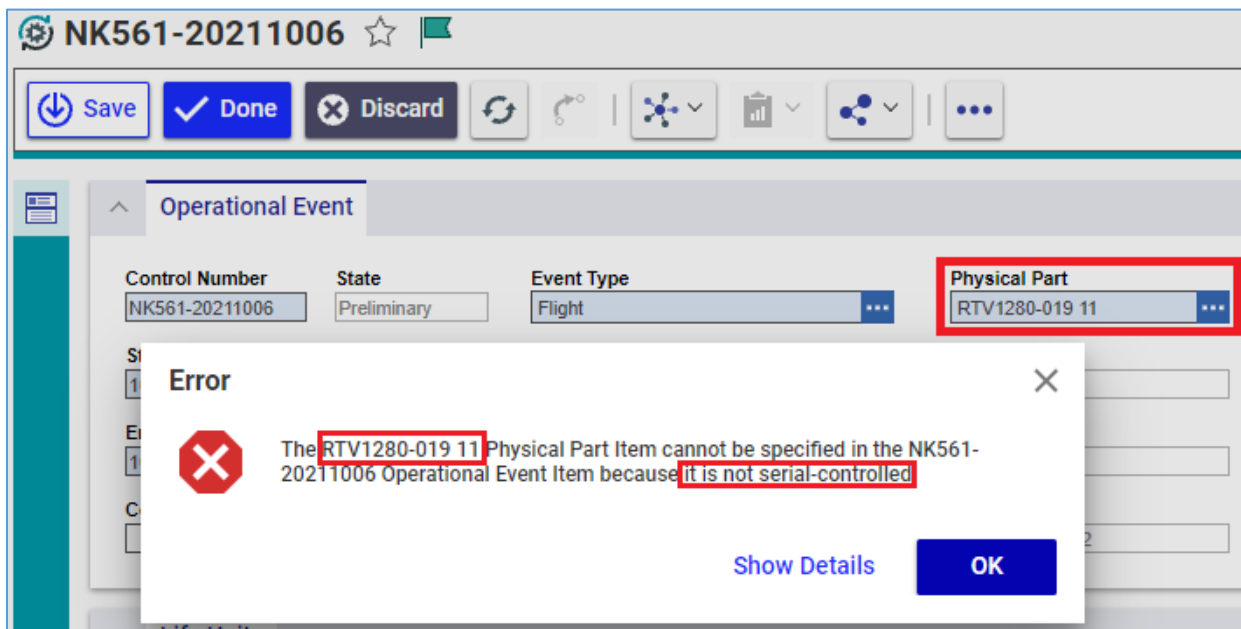 NK561-20211006
Save
Done
Discard
Operational Event
Control Number State Event Type Physical Part
NK561-20211006 Preliminary Flight RTV1280-019 11
Error
The RTV1280-019 11 Physical Part Item cannot be specified in the NK561-
20211006 Operational Event Item because it is not serial-controlled
Show Details OK